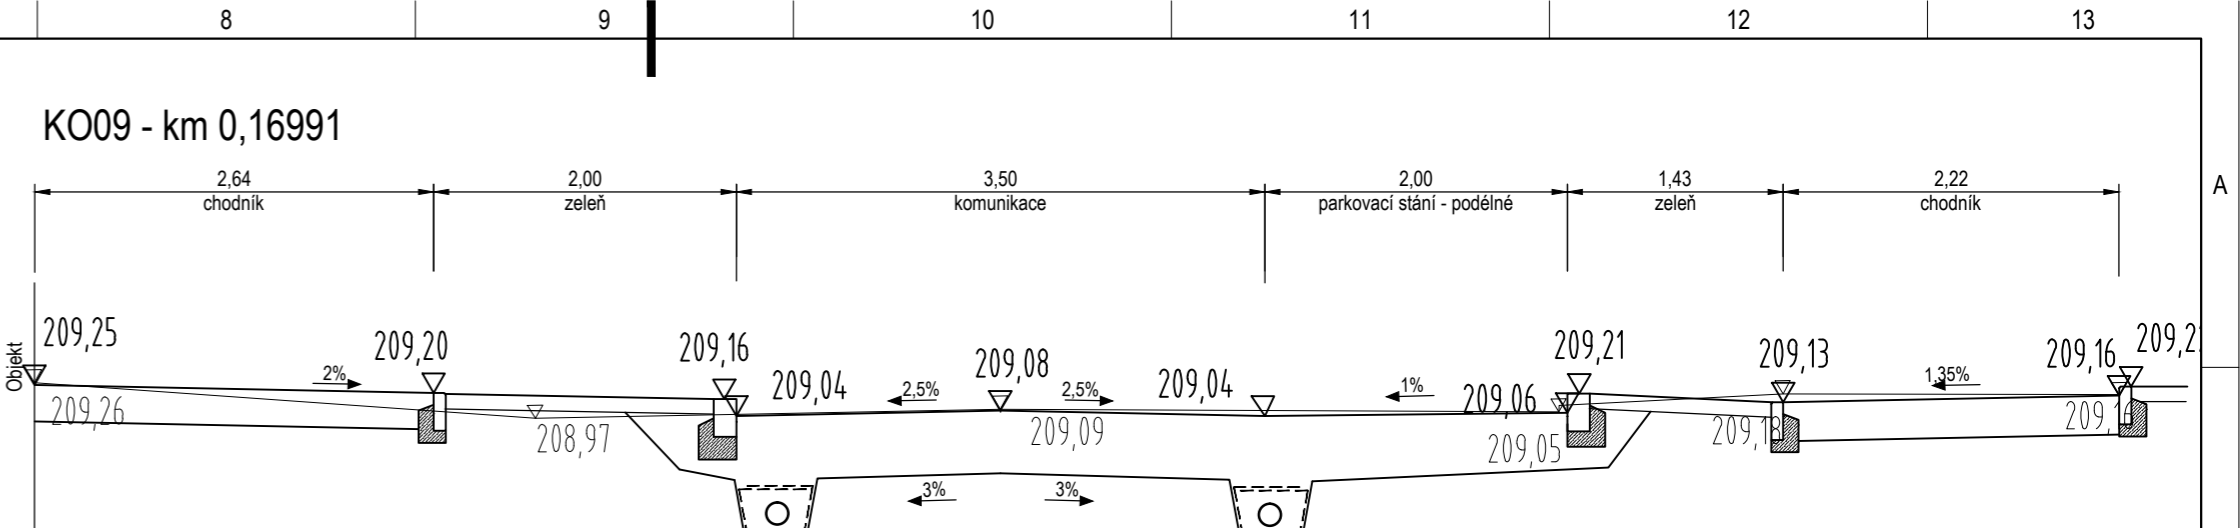 8 9 10 11 12 13
KO09 - km 0,16991
2,64 2,00 3,50 2,00 1,43 2,22
chodník zeleň komunikace parkovací stání - podélné zeleň chodník
A
Objekt
209,25 209,20 209,16 209,04 209,08 209,04 209,06 209,21 209,13 209,16
2% 2,5% 2,5% 1% 1,35%
209,26 208,97 209,09 209,05 209,18
3% 3%